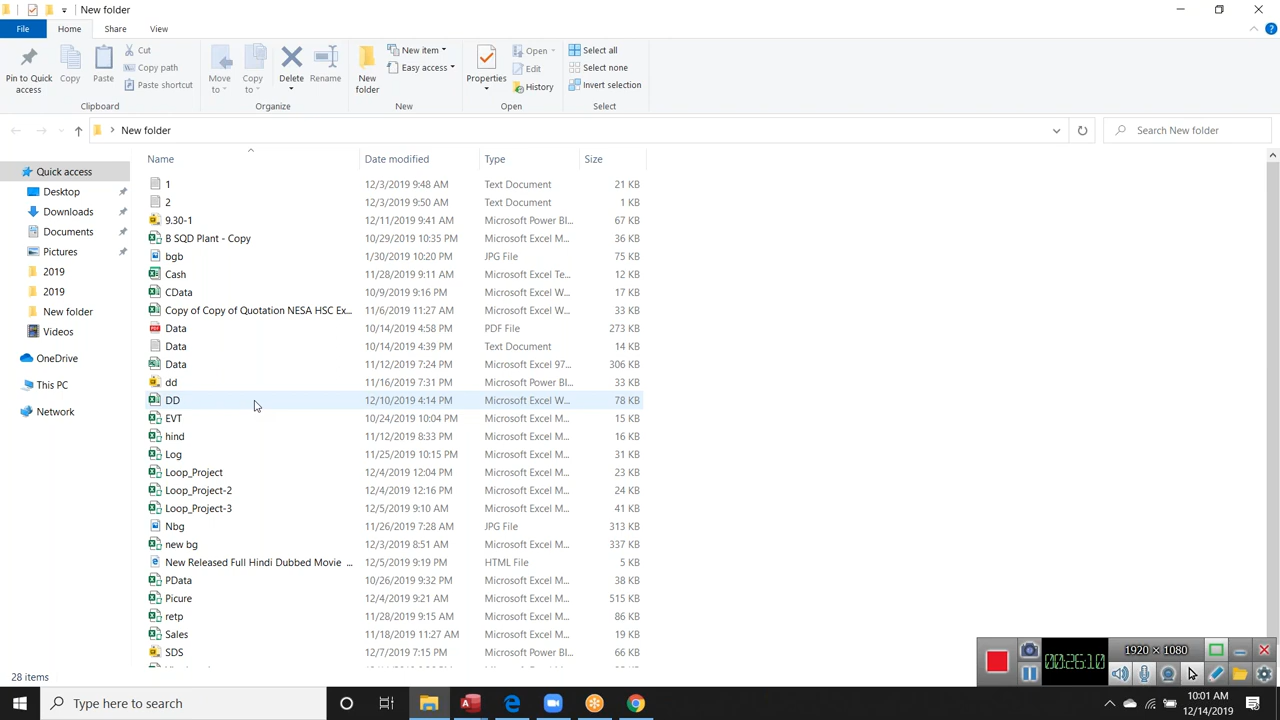 New folder
File Home Share View
Pin to Quick access
Copy
Paste
Cut
Copy path
Paste shortcut
Clipboard
Move to
Copy to
Delete
Rename
Organize
New folder
New item
Easy access
New
Properties
Open
Edit
History
Open
Select all
Select none
Invert selection
Select
New folder
Search New folder
Quick access
Desktop
Downloads
Documents
Pictures
2019
2019
New folder
Videos
OneDrive
This PC
Network
Name Date modified Type Size
1 12/3/2019 9:48 AM Text Document 21 KB
2 12/3/2019 9:50 AM Text Document 1 KB
9.30-1 12/11/2019 9:41 AM Microsoft Power BI... 67 KB
B SQD Plant - Copy 10/29/2019 10:35 PM Microsoft Excel M... 36 KB
bgb 1/30/2019 10:20 PM JPG File 75 KB
Cash 11/28/2019 9:11 AM Microsoft Excel Te... 12 KB
CData 10/9/2019 9:16 PM Microsoft Excel W... 17 KB
Copy of Copy of Quotation NESA HSC Ex... 11/6/2019 11:27 AM Microsoft Excel W... 33 KB
Data 10/14/2019 4:58 PM PDF File 273 KB
Data 10/14/2019 4:39 PM Text Document 14 KB
Data 11/12/2019 7:24 PM Microsoft Excel 97... 306 KB
dd 11/16/2019 7:31 PM Microsoft Power BI... 33 KB
DD 12/10/2019 4:14 PM Microsoft Excel W... 78 KB
EVT 10/24/2019 10:04 PM Microsoft Excel M... 15 KB
hind 11/12/2019 8:33 PM Microsoft Excel M... 16 KB
Log 11/25/2019 10:15 PM Microsoft Excel M... 31 KB
Loop_Project 12/4/2019 12:04 PM Microsoft Excel M... 23 KB
Loop_Project-2 12/4/2019 12:16 PM Microsoft Excel M... 24 KB
Loop_Project-3 12/5/2019 9:10 AM Microsoft Excel M... 41 KB
Nbg 11/26/2019 7:28 AM JPG File 313 KB
new bg 12/3/2019 8:51 AM Microsoft Excel M... 337 KB
New Released Full Hindi Dubbed Movie ... 12/5/2019 9:19 PM HTML File 5 KB
PData 10/26/2019 9:32 PM Microsoft Excel M... 38 KB
Picure 12/4/2019 9:21 AM Microsoft Excel M... 515 KB
retp 11/28/2019 9:15 AM Microsoft Excel M... 86 KB
Sales 11/18/2019 11:27 AM Microsoft Excel M... 19 KB
SDS 12/7/2019 7:15 PM Microsoft Power BI... 66 KB
28 items
00:26:10
1920 × 1080
Type here to search
10:01 AM
12/14/2019